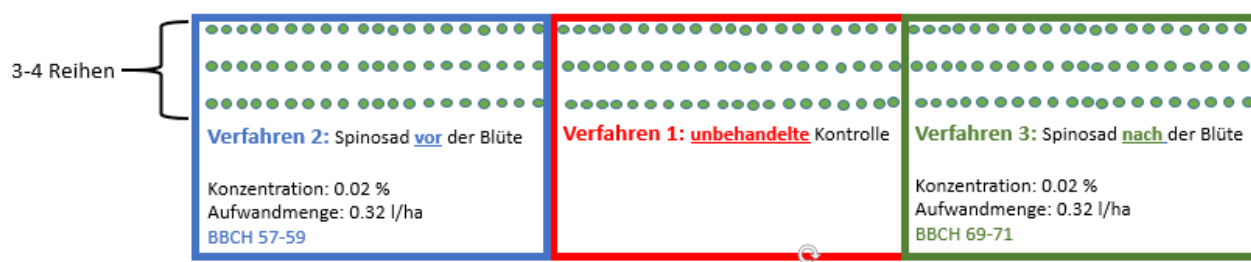 3-4 Reihen
Verfahren 2: Spinosad vor der Blüte
Konzentration: 0.02 %
Aufwandmenge: 0.32 l/ha
BBCH 57-59
Verfahren 1: unbehandelte Kontrolle
Verfahren 3: Spinosad nach der Blüte
Konzentration: 0.02 %
Aufwandmenge: 0.32 l/ha
BBCH 69-71